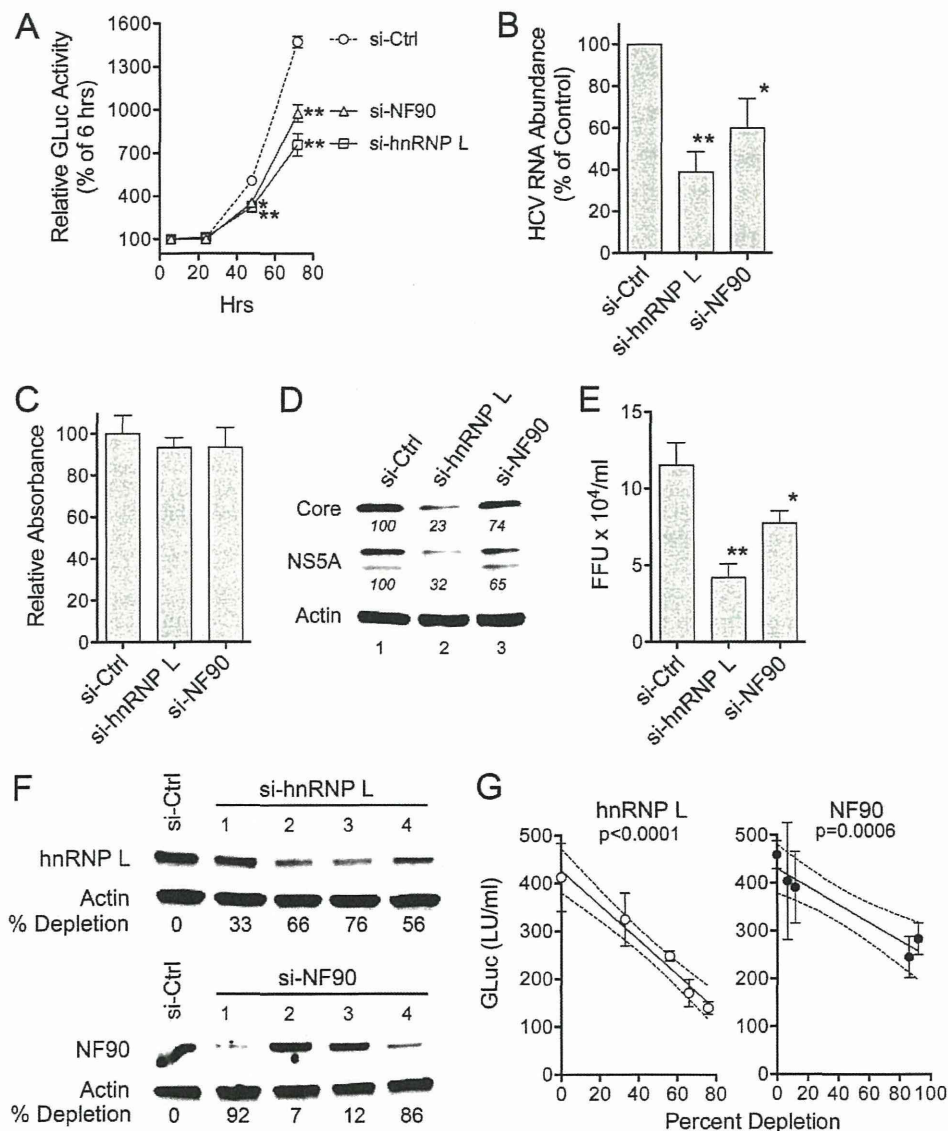 A
Relative GLuc Activity
(% of 6 hrs)
1600
1300
1000
700
400
100
0 20 40 60 80
Hrs
si-Ctrl
si-NF90
si-hnRNP L
**
**
*
**
B
HCV RNA Abundance
(% of Control)
100
80
60
40
20
0
**
*
si-Ctrl
si-hnRNP L
si-NF90
C
Relative Absorbance
100
80
60
40
20
0
si-Ctrl
si-hnRNP L
si-NF90
D
si-Ctrl
si-hnRNP L
si-NF90
Core
100 23 74
NS5A
100 32 65
Actin
1 2 3
E
FFU x 10⁴/ml
15
10
5
0
**
*
si-Ctrl
si-hnRNP L
si-NF90
F
si-Ctrl
si-hnRNP L
1 2 3 4
hnRNP L
Actin
% Depletion 0 33 66 76 56
si-Ctrl
si-NF90
1 2 3 4
NF90
Actin
% Depletion 0 92 7 12 86
G
hnRNP L
p<0.0001
NF90
p=0.0006
GLuc (LU/ml)
500
400
300
200
100
0
0 20 40 60 80
500
400
300
200
100
0
0 20 40 60 80 100
Percent Depletion